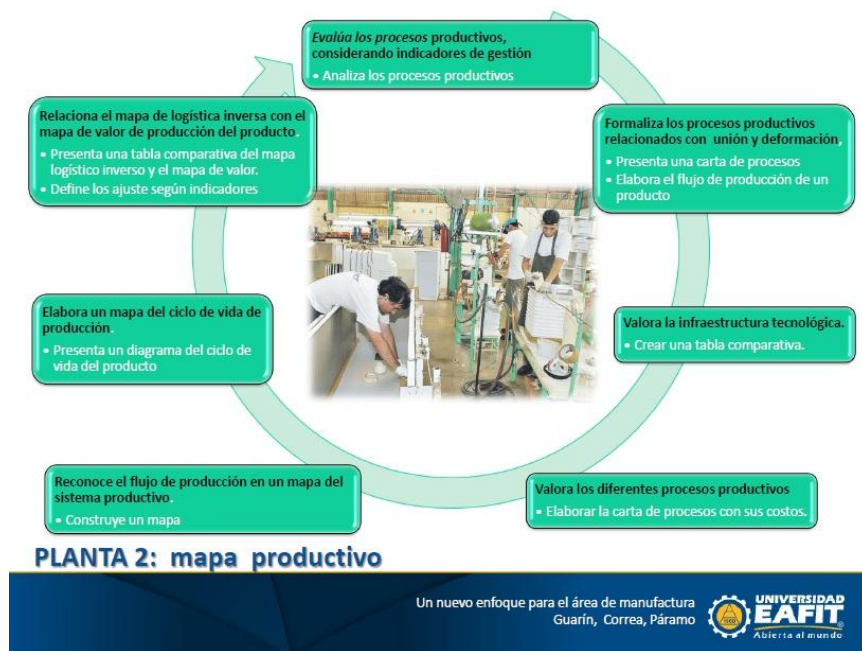 Evalúa los procesos productivos,
considerando indicadores de gestión
• Analiza los procesos productivos
Formaliza los procesos productivos
relacionados con unión y deformación,
• Presenta una carta de procesos
• Elabora el flujo de producción de un
producto
Valora la infraestructura tecnológica.
• Crear una tabla comparativa.
Valora los diferentes procesos productivos
• Elaborar la carta de procesos con sus costos.
Reconoce el flujo de producción en un mapa del
sistema productivo.
• Construye un mapa
Elabora un mapa del ciclo de vida de
producción.
• Presenta un diagrama del ciclo de
vida del producto
Relaciona el mapa de logística inversa con el
mapa de valor de producción del producto.
• Presenta una tabla comparativa del mapa
logístico inverso y el mapa de valor.
• Define los ajuste según indicadores
PLANTA 2: mapa productivo
Un nuevo enfoque para el área de manufactura
Guarín, Correa, Páramo
UNIVERSIDAD
EAFIT
Abierta al mundo